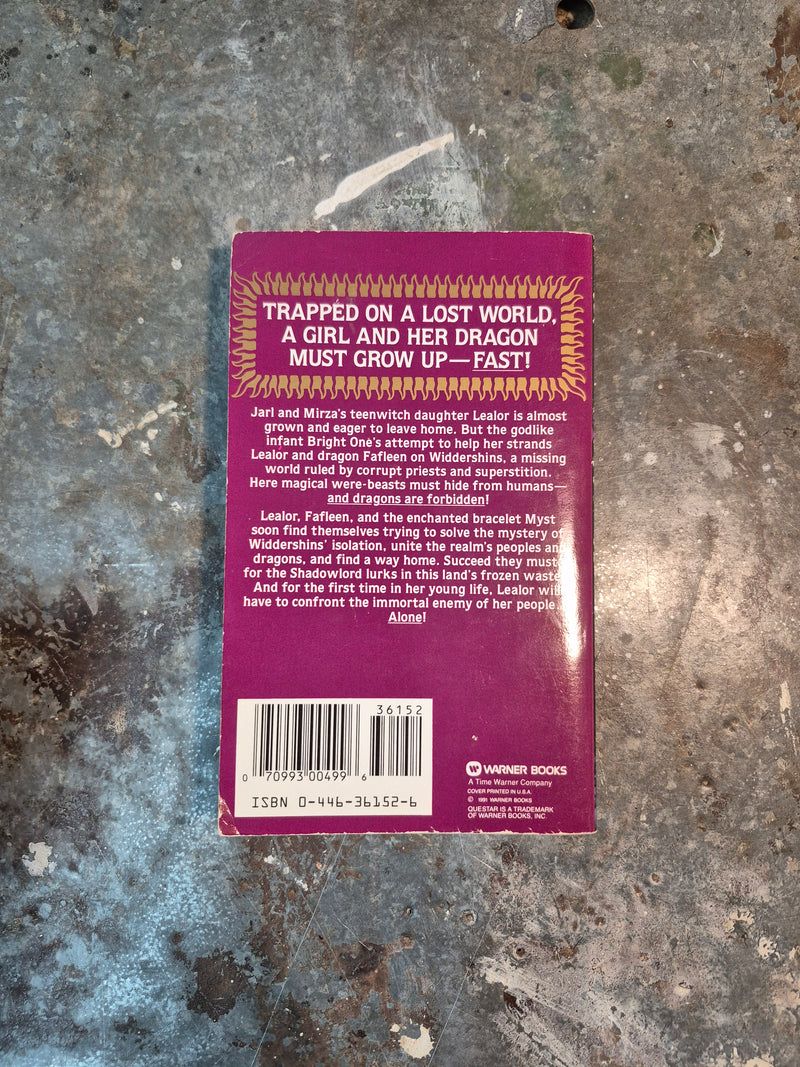 TRAPPED ON A LOST WORLD,
A GIRL AND HER DRAGON
MUST GROW UP—FAST!
Jarl and Mirza's teenwitch daughter Lealor is almost
grown and eager to leave home. But the godlike
infant Bright One's attempt to help her strands
Lealor and dragon Fafleen on Widdershins, a missing
world ruled by corrupt priests and superstition.
Here magical were-beasts must hide from humans—
and dragons are forbidden!
Lealor, Fafleen, and the enchanted bracelet Myst
soon find themselves trying to solve the mystery of
Widdershins' isolation, unite the realm's peoples and
dragons, and find a way home. Succeed they must
for the Shadowlord lurks in this land's frozen waste
And for the first time in her young life, Lealor will
have to confront the immortal enemy of her people.
Alone!
36152
0 70993 00499 6
ISBN 0-446-36152-6
W WARNER BOOKS
A Time Warner Company
COVER PRINTED IN U.S.A.
© 1991 WARNER BOOKS
QUESTAR IS A TRADEMARK
OF WARNER BOOKS, INC